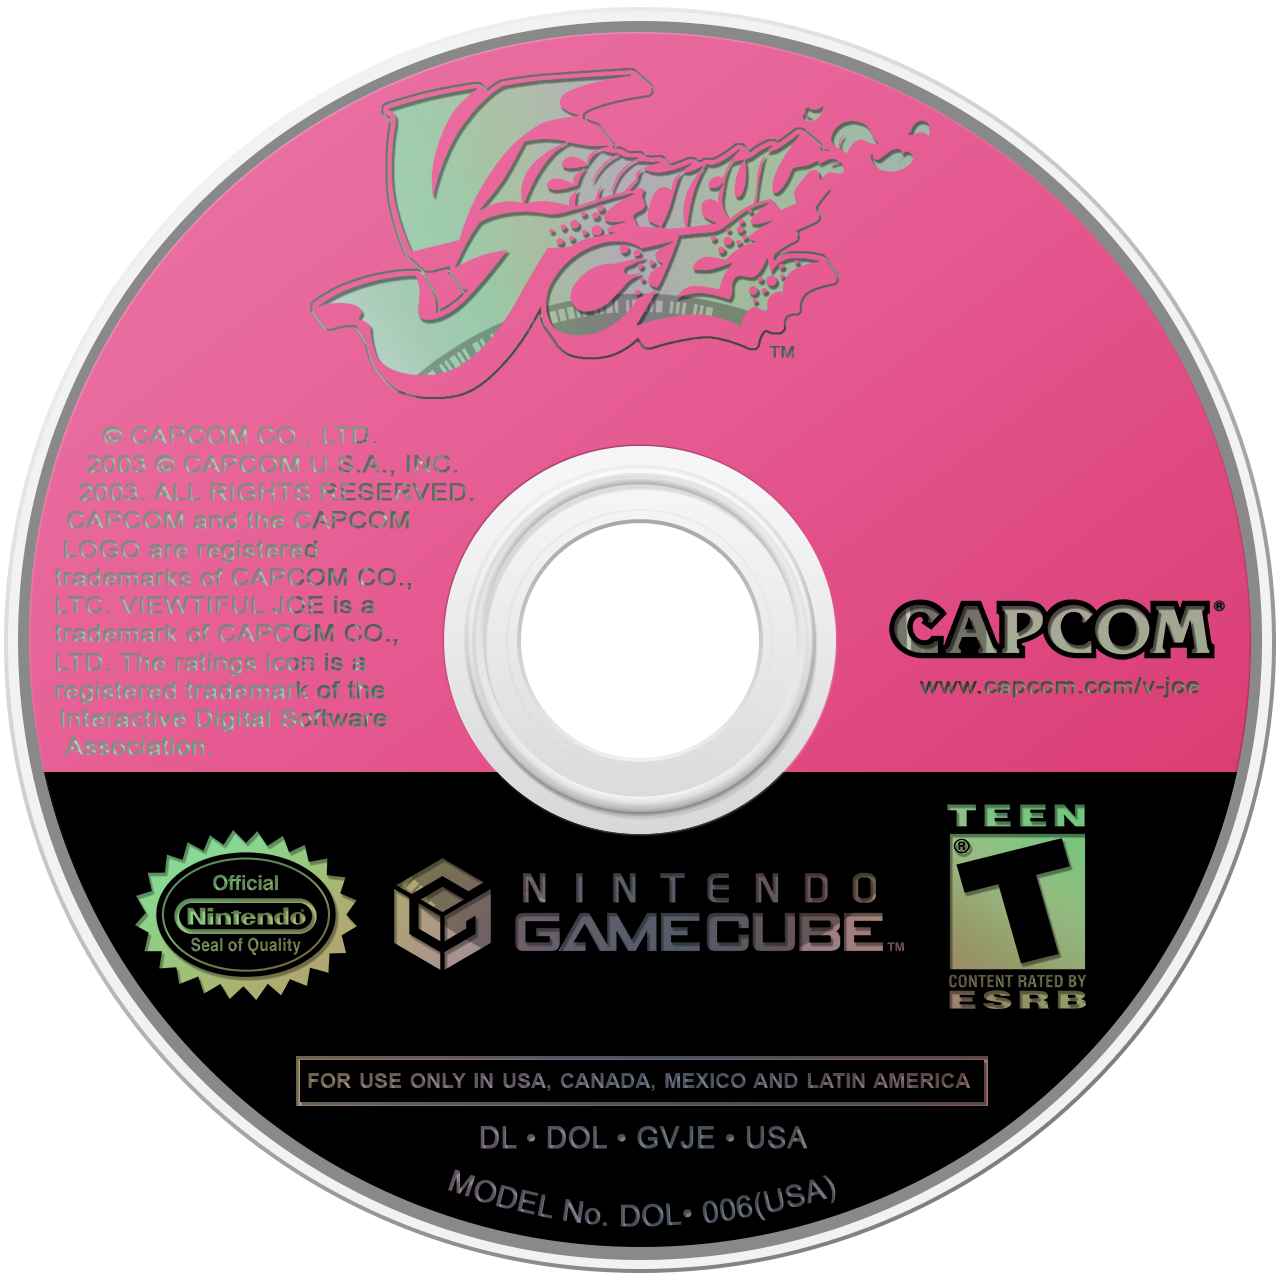 VIEWTIFUL
JOE
TM
© CAPCOM CO., LTD.
2003 © CAPCOM U.S.A., INC.
2003. ALL RIGHTS RESERVED.
CAPCOM and the CAPCOM
LOGO are registered
trademarks of CAPCOM CO.,
LTC. VIEWTIFUL JOE is a
trademark of CAPCOM CO.,
LTD. The ratings icon is a
registered trademark of the
Interactive Digital Software
Association.
CAPCOM®
www.capcom.com/v-joe
Official
Nintendo®
Seal of Quality
NINTENDO
GAMECUBE™
TEEN
®
T
CONTENT RATED BY
ESRB
FOR USE ONLY IN USA, CANADA, MEXICO AND LATIN AMERICA
DL • DOL • GVJE • USA
MODEL No. DOL• 006(USA)